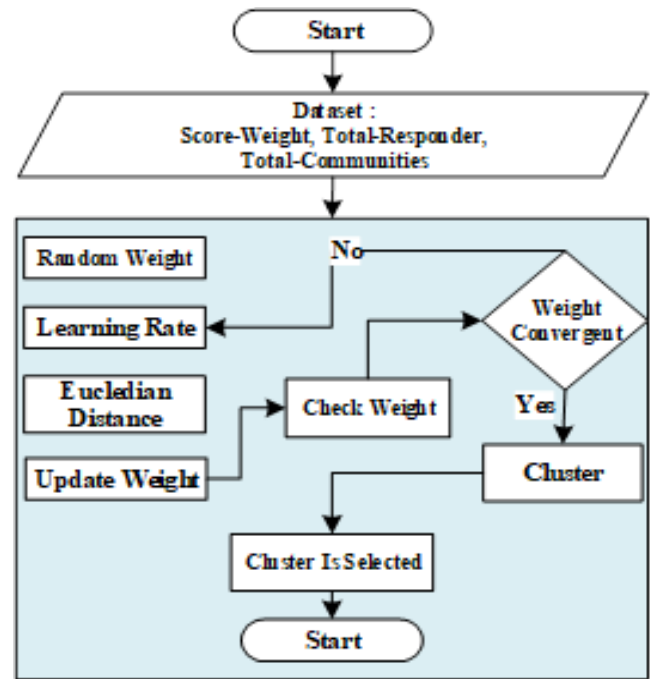 Start
Dataset :
Score-Weight, Total-Responder,
Total-Communities
Random Weight
No
Learning Rate
Weight
Convergent
Eucledian
Distance
Check Weight
Yes
Update Weight
Cluster
Cluster Is Selected
Start